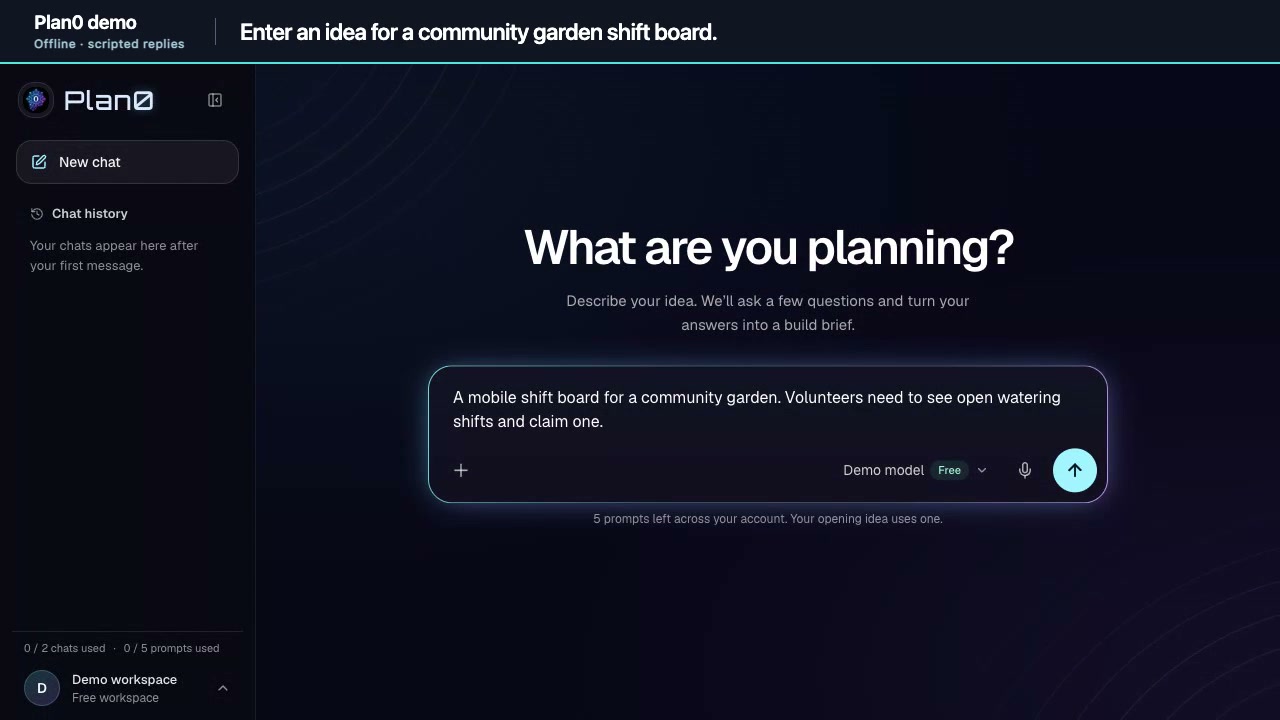 Plan0 demo
Offline · scripted replies
Enter an idea for a community garden shift board.
Plan0
New chat
Chat history
Your chats appear here after
your first message.
What are you planning?
Describe your idea. We'll ask a few questions and turn your
answers into a build brief.
A mobile shift board for a community garden. Volunteers need to see open watering
shifts and claim one.
Demo model Free
5 prompts left across your account. Your opening idea uses one.
0 / 2 chats used · 0 / 5 prompts used
D
Demo workspace
Free workspace